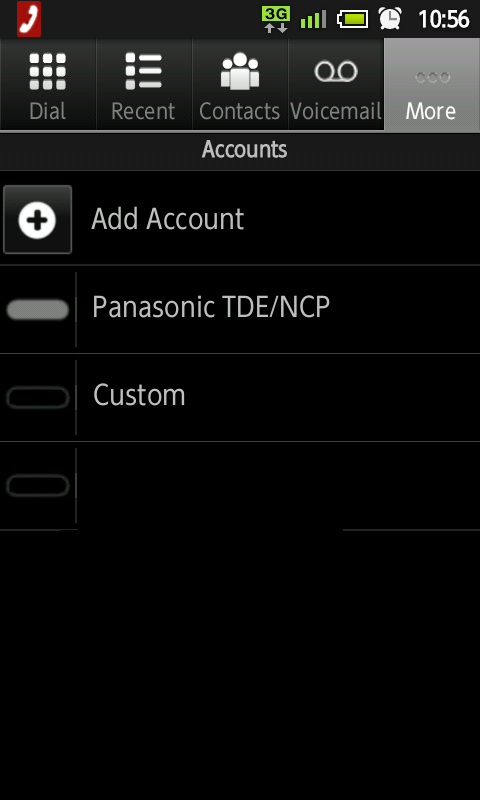 3G
10:56
Dial
Recent
Contacts
Voicemail
More
Accounts
Add Account
Panasonic TDE/NCP
Custom